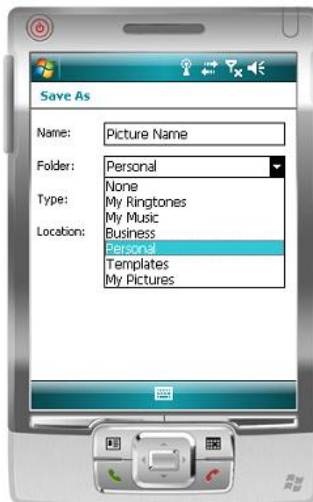 Save As
Name: Picture Name
Folder: Personal
None
My Ringtones
Type: My Music
Location: Business
Personal
Templates
My Pictures